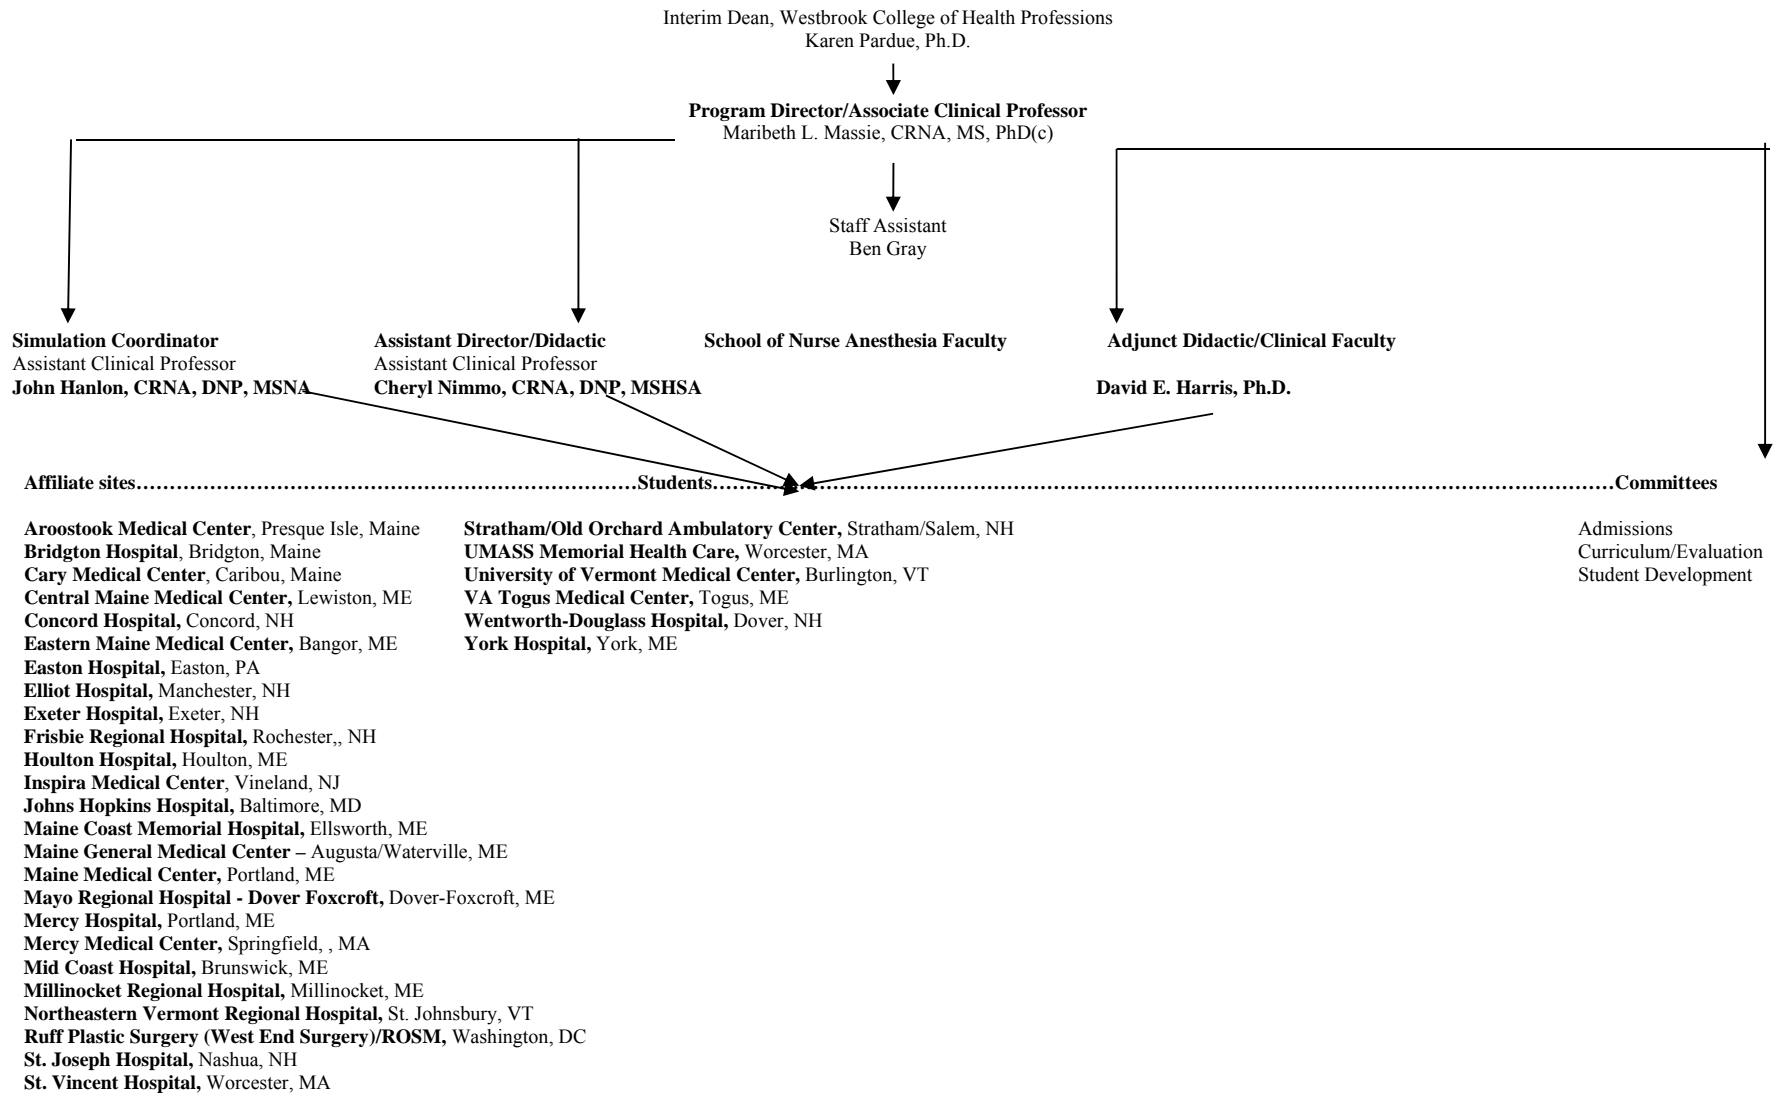 Interim Dean, Westbrook College of Health Professions
Karen Pardue, Ph.D.
Program Director/Associate Clinical Professor
Maribeth L. Massie, CRNA, MS, PhD(c)
Staff Assistant
Ben Gray
Simulation Coordinator
Assistant Clinical Professor
John Hanlon, CRNA, DNP, MSNA
Assistant Director/Didactic
Assistant Clinical Professor
Cheryl Nimmo, CRNA, DNP, MSHSA
School of Nurse Anesthesia Faculty
Adjunct Didactic/Clinical Faculty
David E. Harris, Ph.D.
Affiliate sites……………………………………………………………….Students……………………………………………………………………………………………………………………Committees
Aroostook Medical Center, Presque Isle, Maine
Bridgton Hospital, Bridgton, Maine
Cary Medical Center, Caribou, Maine
Central Maine Medical Center, Lewiston, ME
Concord Hospital, Concord, NH
Eastern Maine Medical Center, Bangor, ME
Easton Hospital, Easton, PA
Elliot Hospital, Manchester, NH
Exeter Hospital, Exeter, NH
Frisbie Regional Hospital, Rochester,, NH
Houlton Hospital, Houlton, ME
Inspira Medical Center, Vineland, NJ
Johns Hopkins Hospital, Baltimore, MD
Maine Coast Memorial Hospital, Ellsworth, ME
Maine General Medical Center – Augusta/Waterville, ME
Maine Medical Center, Portland, ME
Mayo Regional Hospital - Dover Foxcroft, Dover-Foxcroft, ME
Mercy Hospital, Portland, ME
Mercy Medical Center, Springfield, , MA
Mid Coast Hospital, Brunswick, ME
Millinocket Regional Hospital, Millinocket, ME
Northeastern Vermont Regional Hospital, St. Johnsbury, VT
Ruff Plastic Surgery (West End Surgery)/ROSM, Washington, DC
St. Joseph Hospital, Nashua, NH
St. Vincent Hospital, Worcester, MA
Stratham/Old Orchard Ambulatory Center, Stratham/Salem, NH
UMASS Memorial Health Care, Worcester, MA
University of Vermont Medical Center, Burlington, VT
VA Togus Medical Center, Togus, ME
Wentworth-Douglass Hospital, Dover, NH
York Hospital, York, ME
Admissions
Curriculum/Evaluation
Student Development